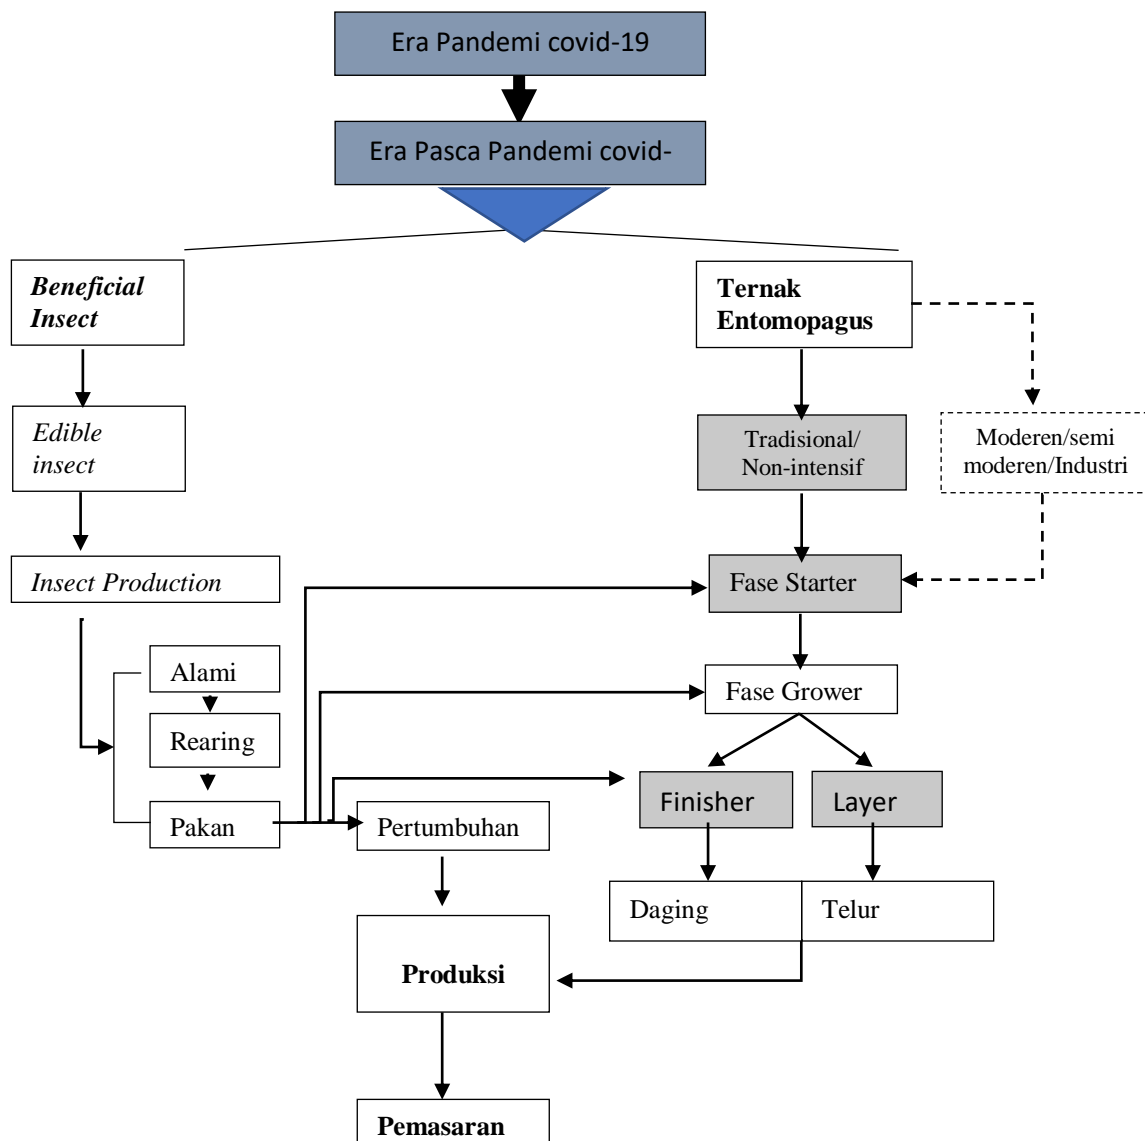 Era Pandemi covid-19
Era Pasca Pandemi covid-
Beneficial
Insect
Ternak
Entomopagus
Edible
insect
Tradisional/
Non-intensif
Moderen/semi
moderen/Industri
Insect Production
Fase Starter
Alami
Fase Grower
Rearing
Finisher
Layer
Pakan
Pertumbuhan
Daging
Telur
Produksi
Pemasaran